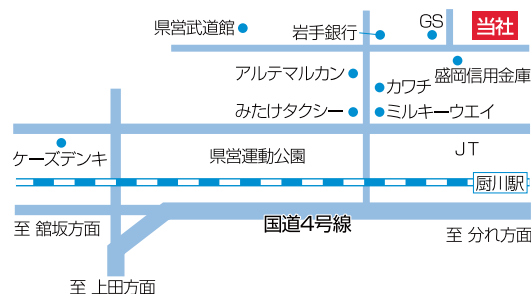 GS
当社
県営武道館
岩手銀行
アルテマルカン
盛岡信用金庫
カワチ
みたけタクシー
ミルキーウエイ
ケーズデンキ
県営運動公園
JT
厨川駅
国道4号線
至 舘坂方面
至 分れ方面
至 上田方面